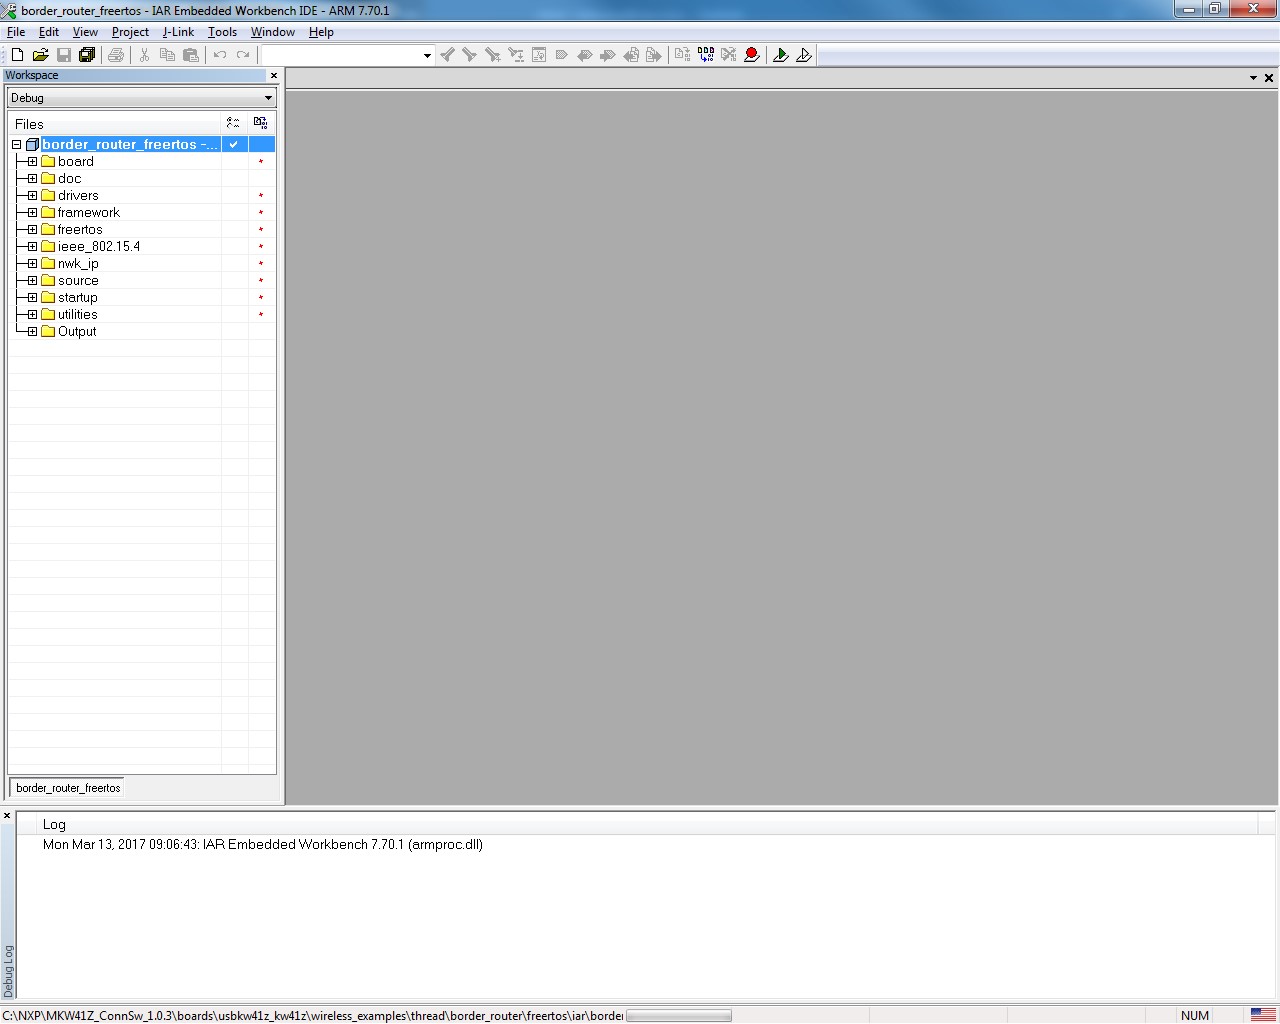 border_router_freertos - IAR Embedded Workbench IDE - ARM 7.70.1
File Edit View Project J-Link Tools Window Help
Workspace
Debug
Files
border_router_freertos -...
board
doc
drivers
framework
freertos
ieee_802.15.4
nwk_ip
source
startup
utilities
Output
border_router_freertos
Log
Mon Mar 13, 2017 09:06:43: IAR Embedded Workbench 7.70.1 (armproc.dll)
Debug Log
C:\NXP\MKW41Z_ConnSw_1.0.3\boards\usbkw41z_kw41z\wireless_examples\thread\border_router\freertos\iar\border
NUM